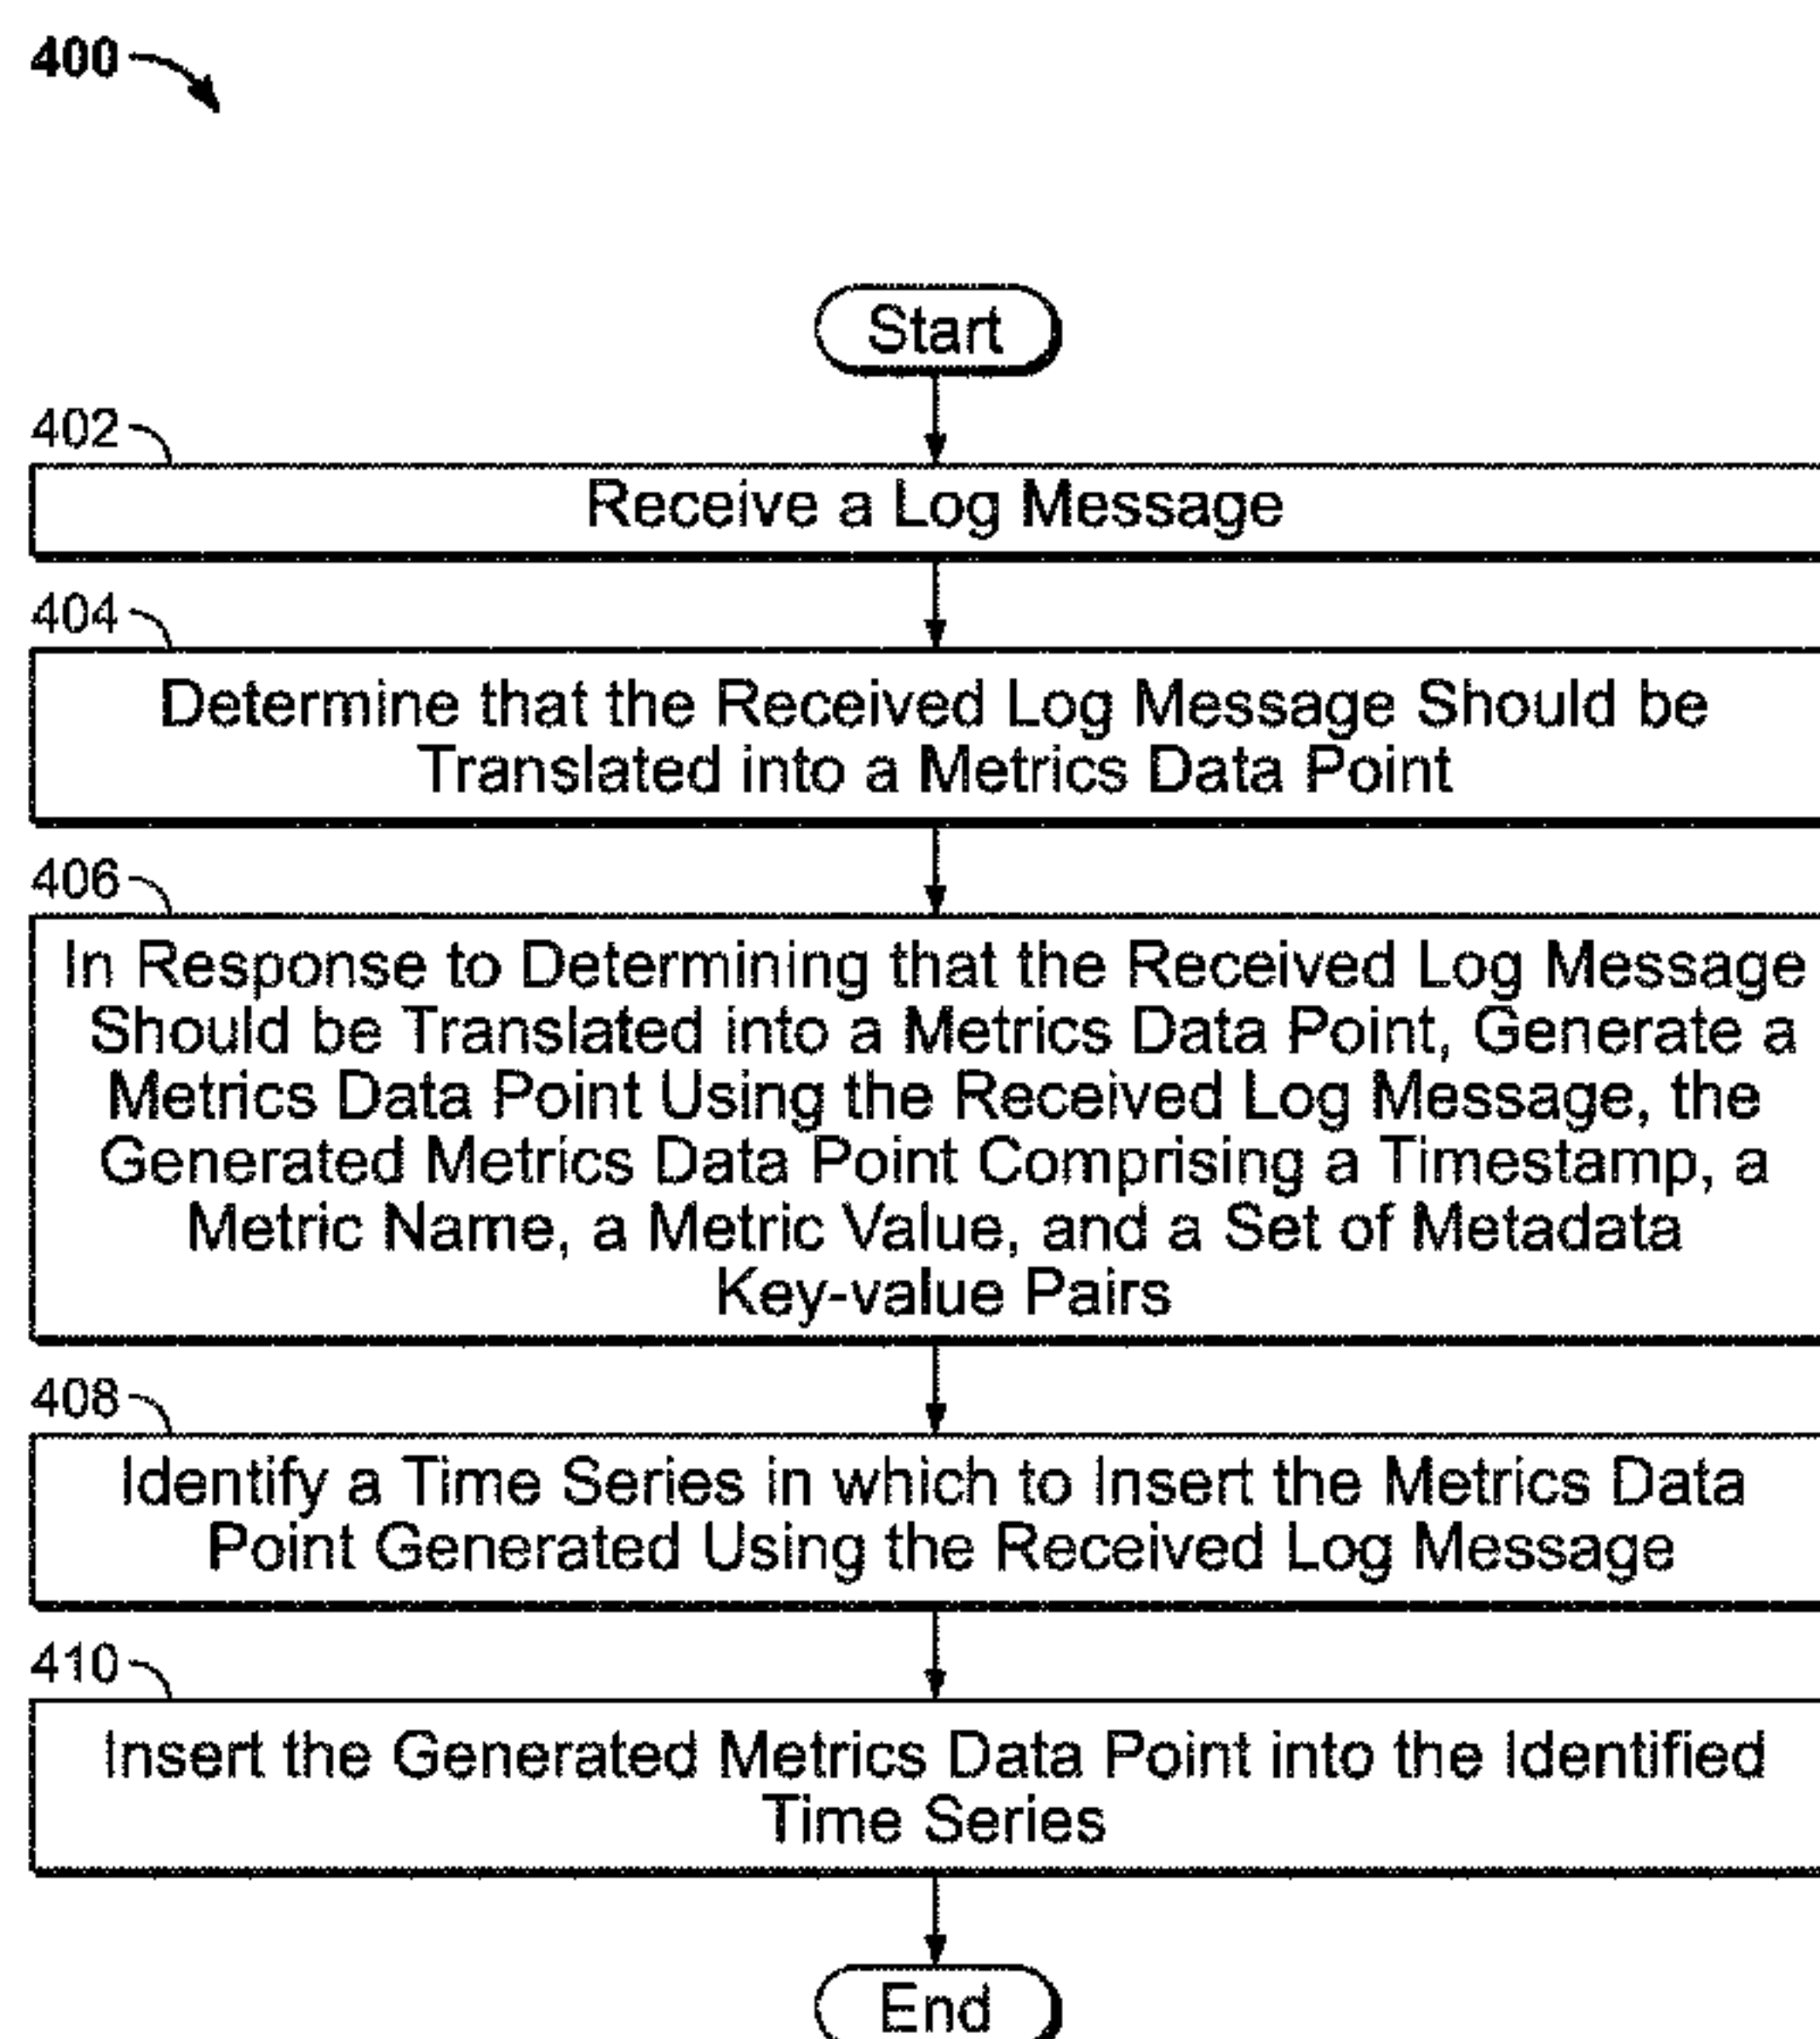 400
Start
402
Receive a Log Message
404
Determine that the Received Log Message Should be
Translated into a Metrics Data Point
406
In Response to Determining that the Received Log Message
Should be Translated into a Metrics Data Point, Generate a
Metrics Data Point Using the Received Log Message, the
Generated Metrics Data Point Comprising a Timestamp, a
Metric Name, a Metric Value, and a Set of Metadata
Key-value Pairs
408
Identify a Time Series in which to Insert the Metrics Data
Point Generated Using the Received Log Message
410
Insert the Generated Metrics Data Point into the Identified
Time Series
End